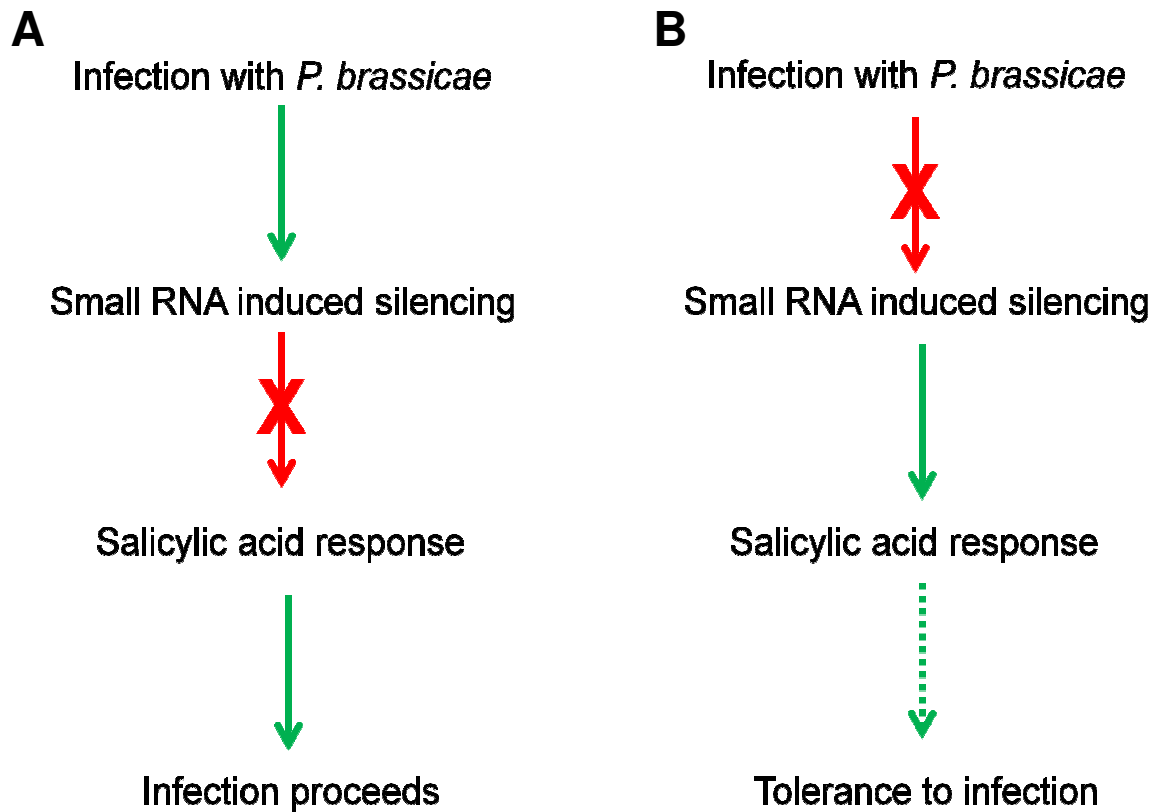 A
Infection with P. brassicae
X
Small RNA induced silencing
Salicylic acid response
Infection proceeds
B
Infection with P. brassicae
X
Small RNA induced silencing
Salicylic acid response
Tolerance to infection